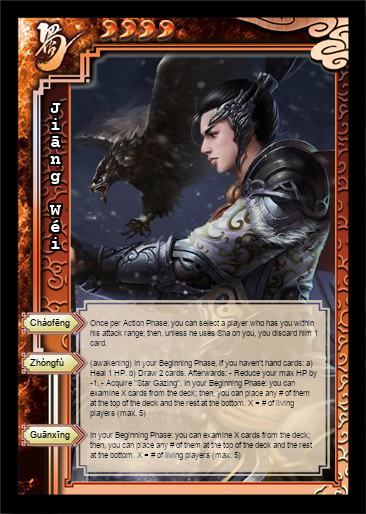 蜀
Jiāng Wéi
Cháofēng
Once per Action Phase: you can select a player who has you within
his attack range; then, unless he uses Sha on you, you discard him 1
card.
Zhòngfù
(awakening) In your Beginning Phase, if you haven't hand cards: a)
Heal 1 HP. b) Draw 2 cards. Afterwards: - Reduce your max HP by
-1. - Acquire "Star Gazing". In your Beginning Phase: you can
examine X cards from the deck; then; you can place any # of them
at the top of the deck and the rest at the bottom. X = # of living
players (max. 5)
Guānxīng
In your Beginning Phase: you can examine X cards from the deck;
then, you can place any # of them at the top of the deck and the rest
at the bottom. X = # of living players (max. 5)